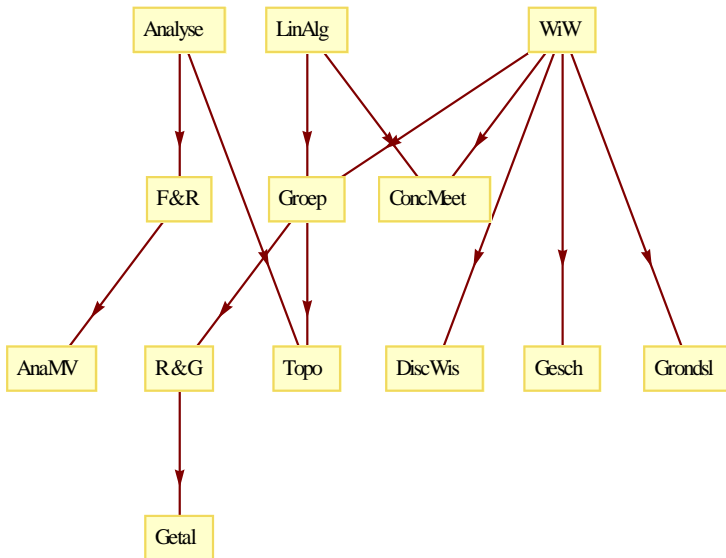 Analyse
LinAlg
WiW
F&R
Groep
ConcMeet
AnaMV
R&G
Topo
DiscWis
Gesch
Grondsl
Getal